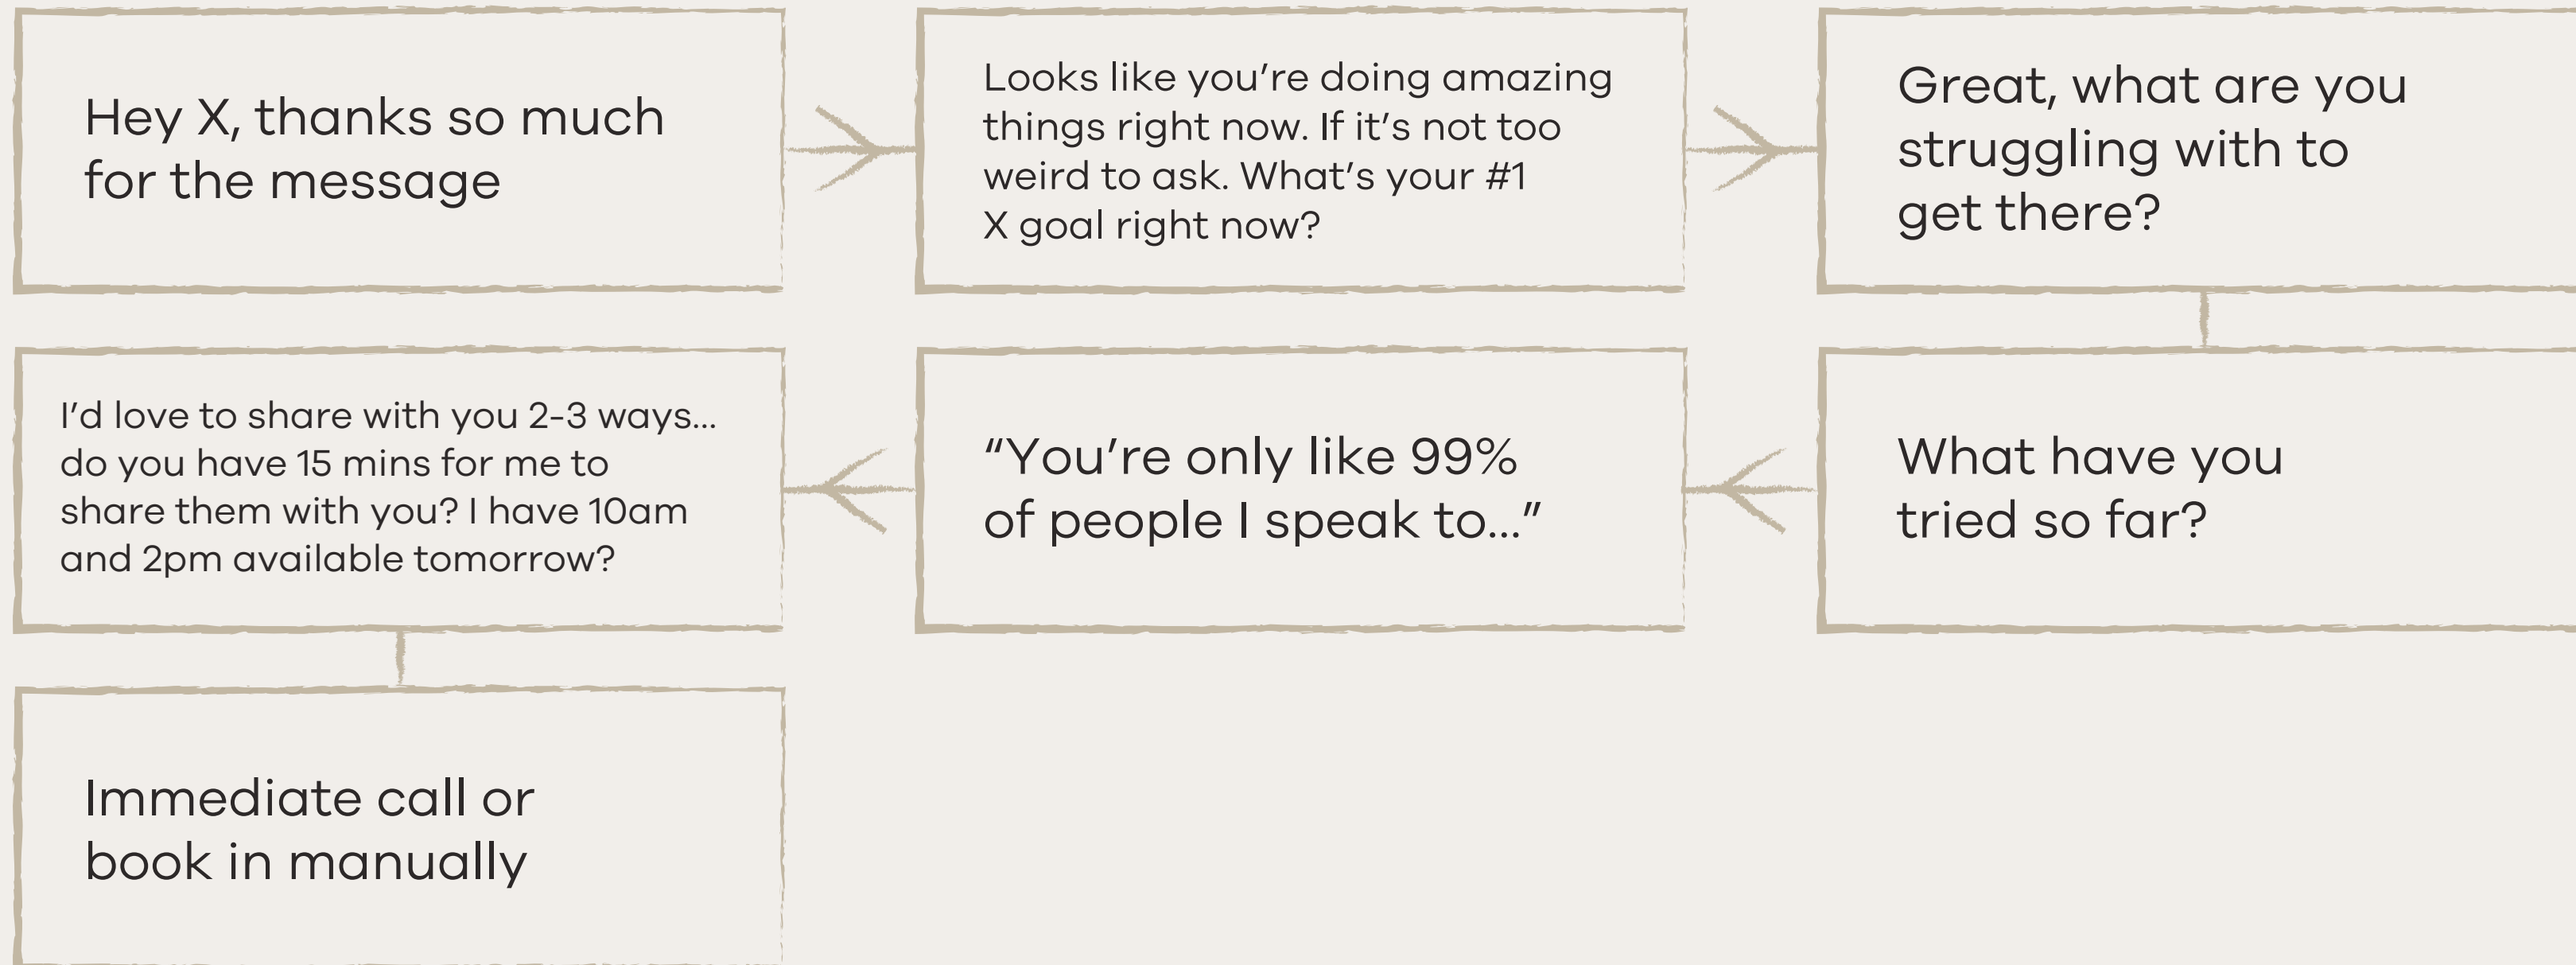 Hey X, thanks so much
for the message
Looks like you’re doing amazing
things right now. If it’s not too
weird to ask. What’s your #1
X goal right now?
Great, what are you
struggling with to
get there?
What have you
tried so far?
“You’re only like 99%
of people I speak to...”
I’d love to share with you 2-3 ways...
do you have 15 mins for me to
share them with you? I have 10am
and 2pm available tomorrow?
Immediate call or
book in manually